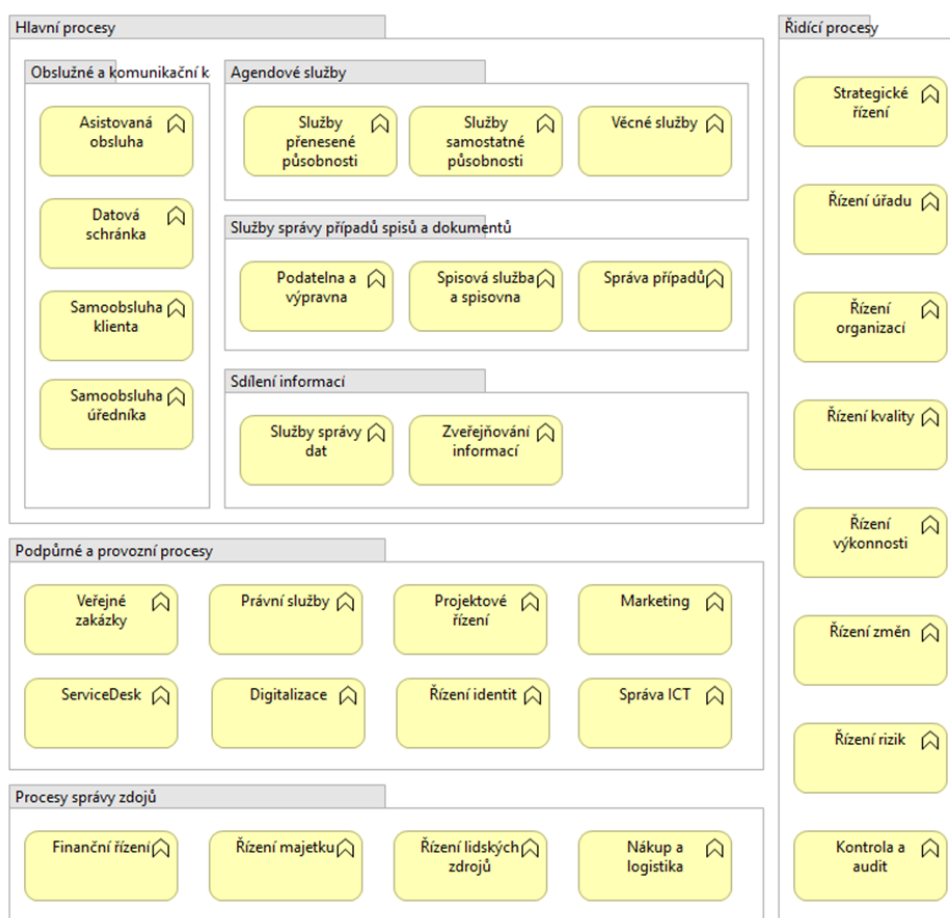 Hlavní procesy
Obslužné a komunikační k
Asistovaná
obsluha
Datová
schránka
Samoobsluha
klienta
Samoobsluha
úředníka
Agendové služby
Služby
přenesené
působnosti
Služby
samostatné
působnosti
Věcné služby
Služby správy případů spisů a dokumentů
Podatelna a
výpravna
Spisová služba
a spisovna
Správa případů
Sdílení informací
Služby správy
dat
Zveřejňování
informací
Podpůrné a provozní procesy
Veřejné
zakázky
Právní služby
Projektové
řízení
Marketing
ServiceDesk
Digitalizace
Řízení identit
Správa ICT
Procesy správy zdojů
Finanční řízení
Řízení majetku
Řízení lidských
zdrojů
Nákup a
logistika
Řidící procesy
Strategické
řízení
Řízení úřadu
Řízení
organizací
Řízení kvality
Řízení
výkonnosti
Řízení změn
Řízení rizik
Kontrola a
audit